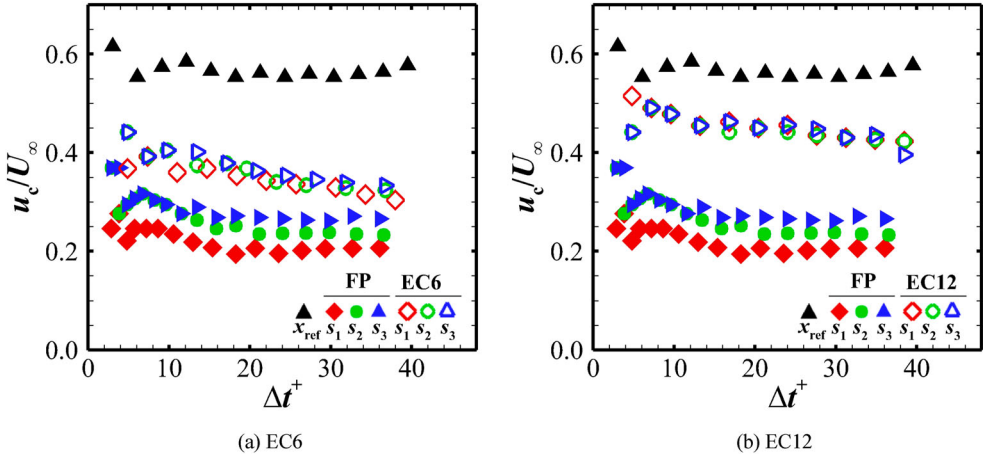 u_c/U_∞
0.6
0.4
0.2
0.0
0 10 20 30 40
Δt⁺
FP EC6
x_ref s₁ s₂ s₃ s₁ s₂ s₃
(a) EC6
u_c/U_∞
0.6
0.4
0.2
0.0
0 10 20 30 40
Δt⁺
FP EC12
x_ref s₁ s₂ s₃ s₁ s₂ s₃
(b) EC12